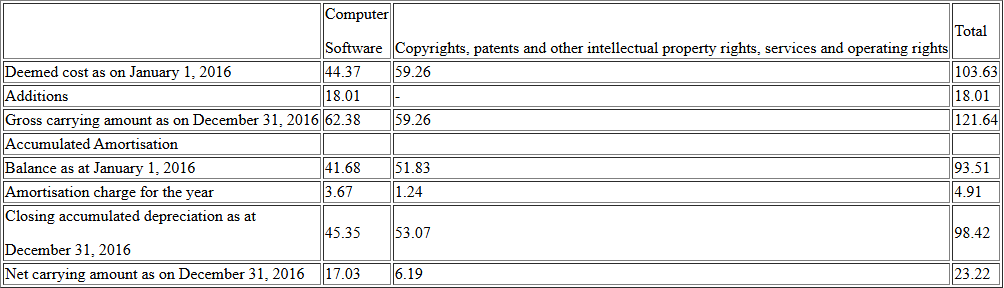 Computer
Software Copyrights, patents and other intellectual property rights, services and operating rights Total
Deemed cost as on January 1, 2016 44.37 59.26 103.63
Additions 18.01 - 18.01
Gross carrying amount as on December 31, 2016 62.38 59.26 121.64
Accumulated Amortisation
Balance as at January 1, 2016 41.68 51.83 93.51
Amortisation charge for the year 3.67 1.24 4.91
Closing accumulated depreciation as at
December 31, 2016 45.35 53.07 98.42
Net carrying amount as on December 31, 2016 17.03 6.19 23.22